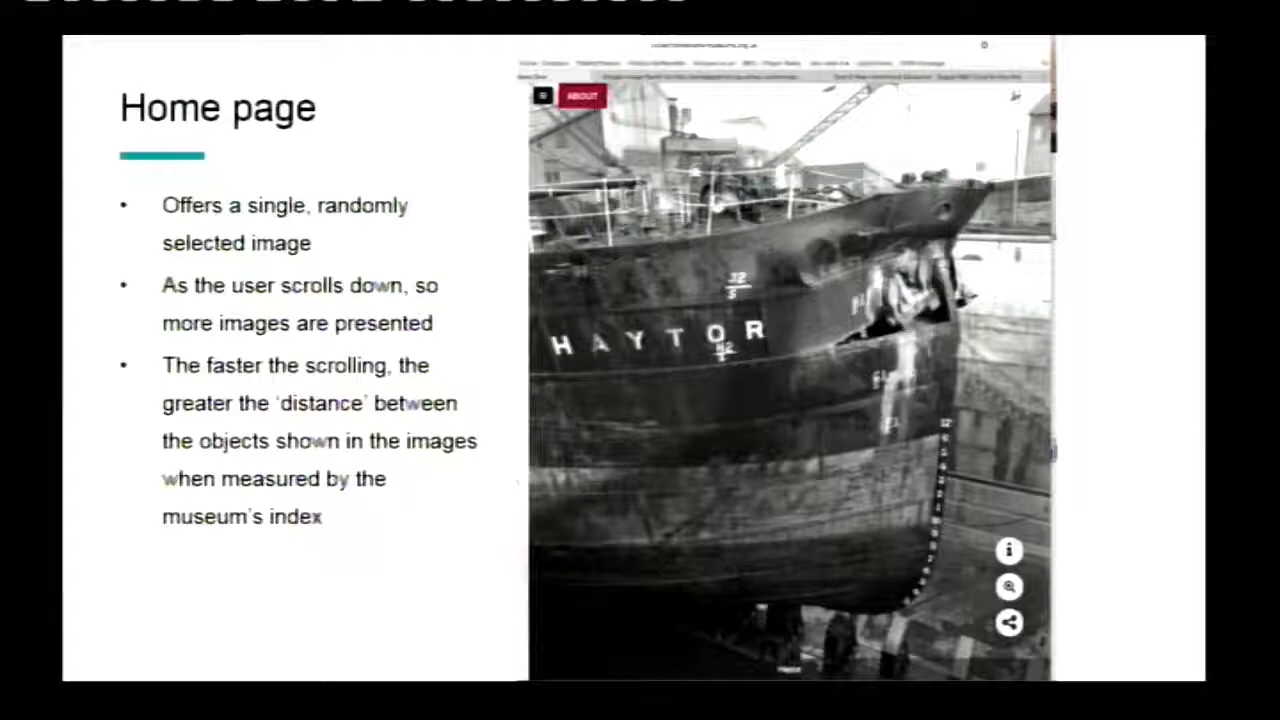 Home page
• Offers a single, randomly
selected image
• As the user scrolls down, so
more images are presented
• The faster the scrolling, the
greater the ‘distance’ between
the objects shown in the images
when measured by the
museum’s index
ABOUT
HAYTOR